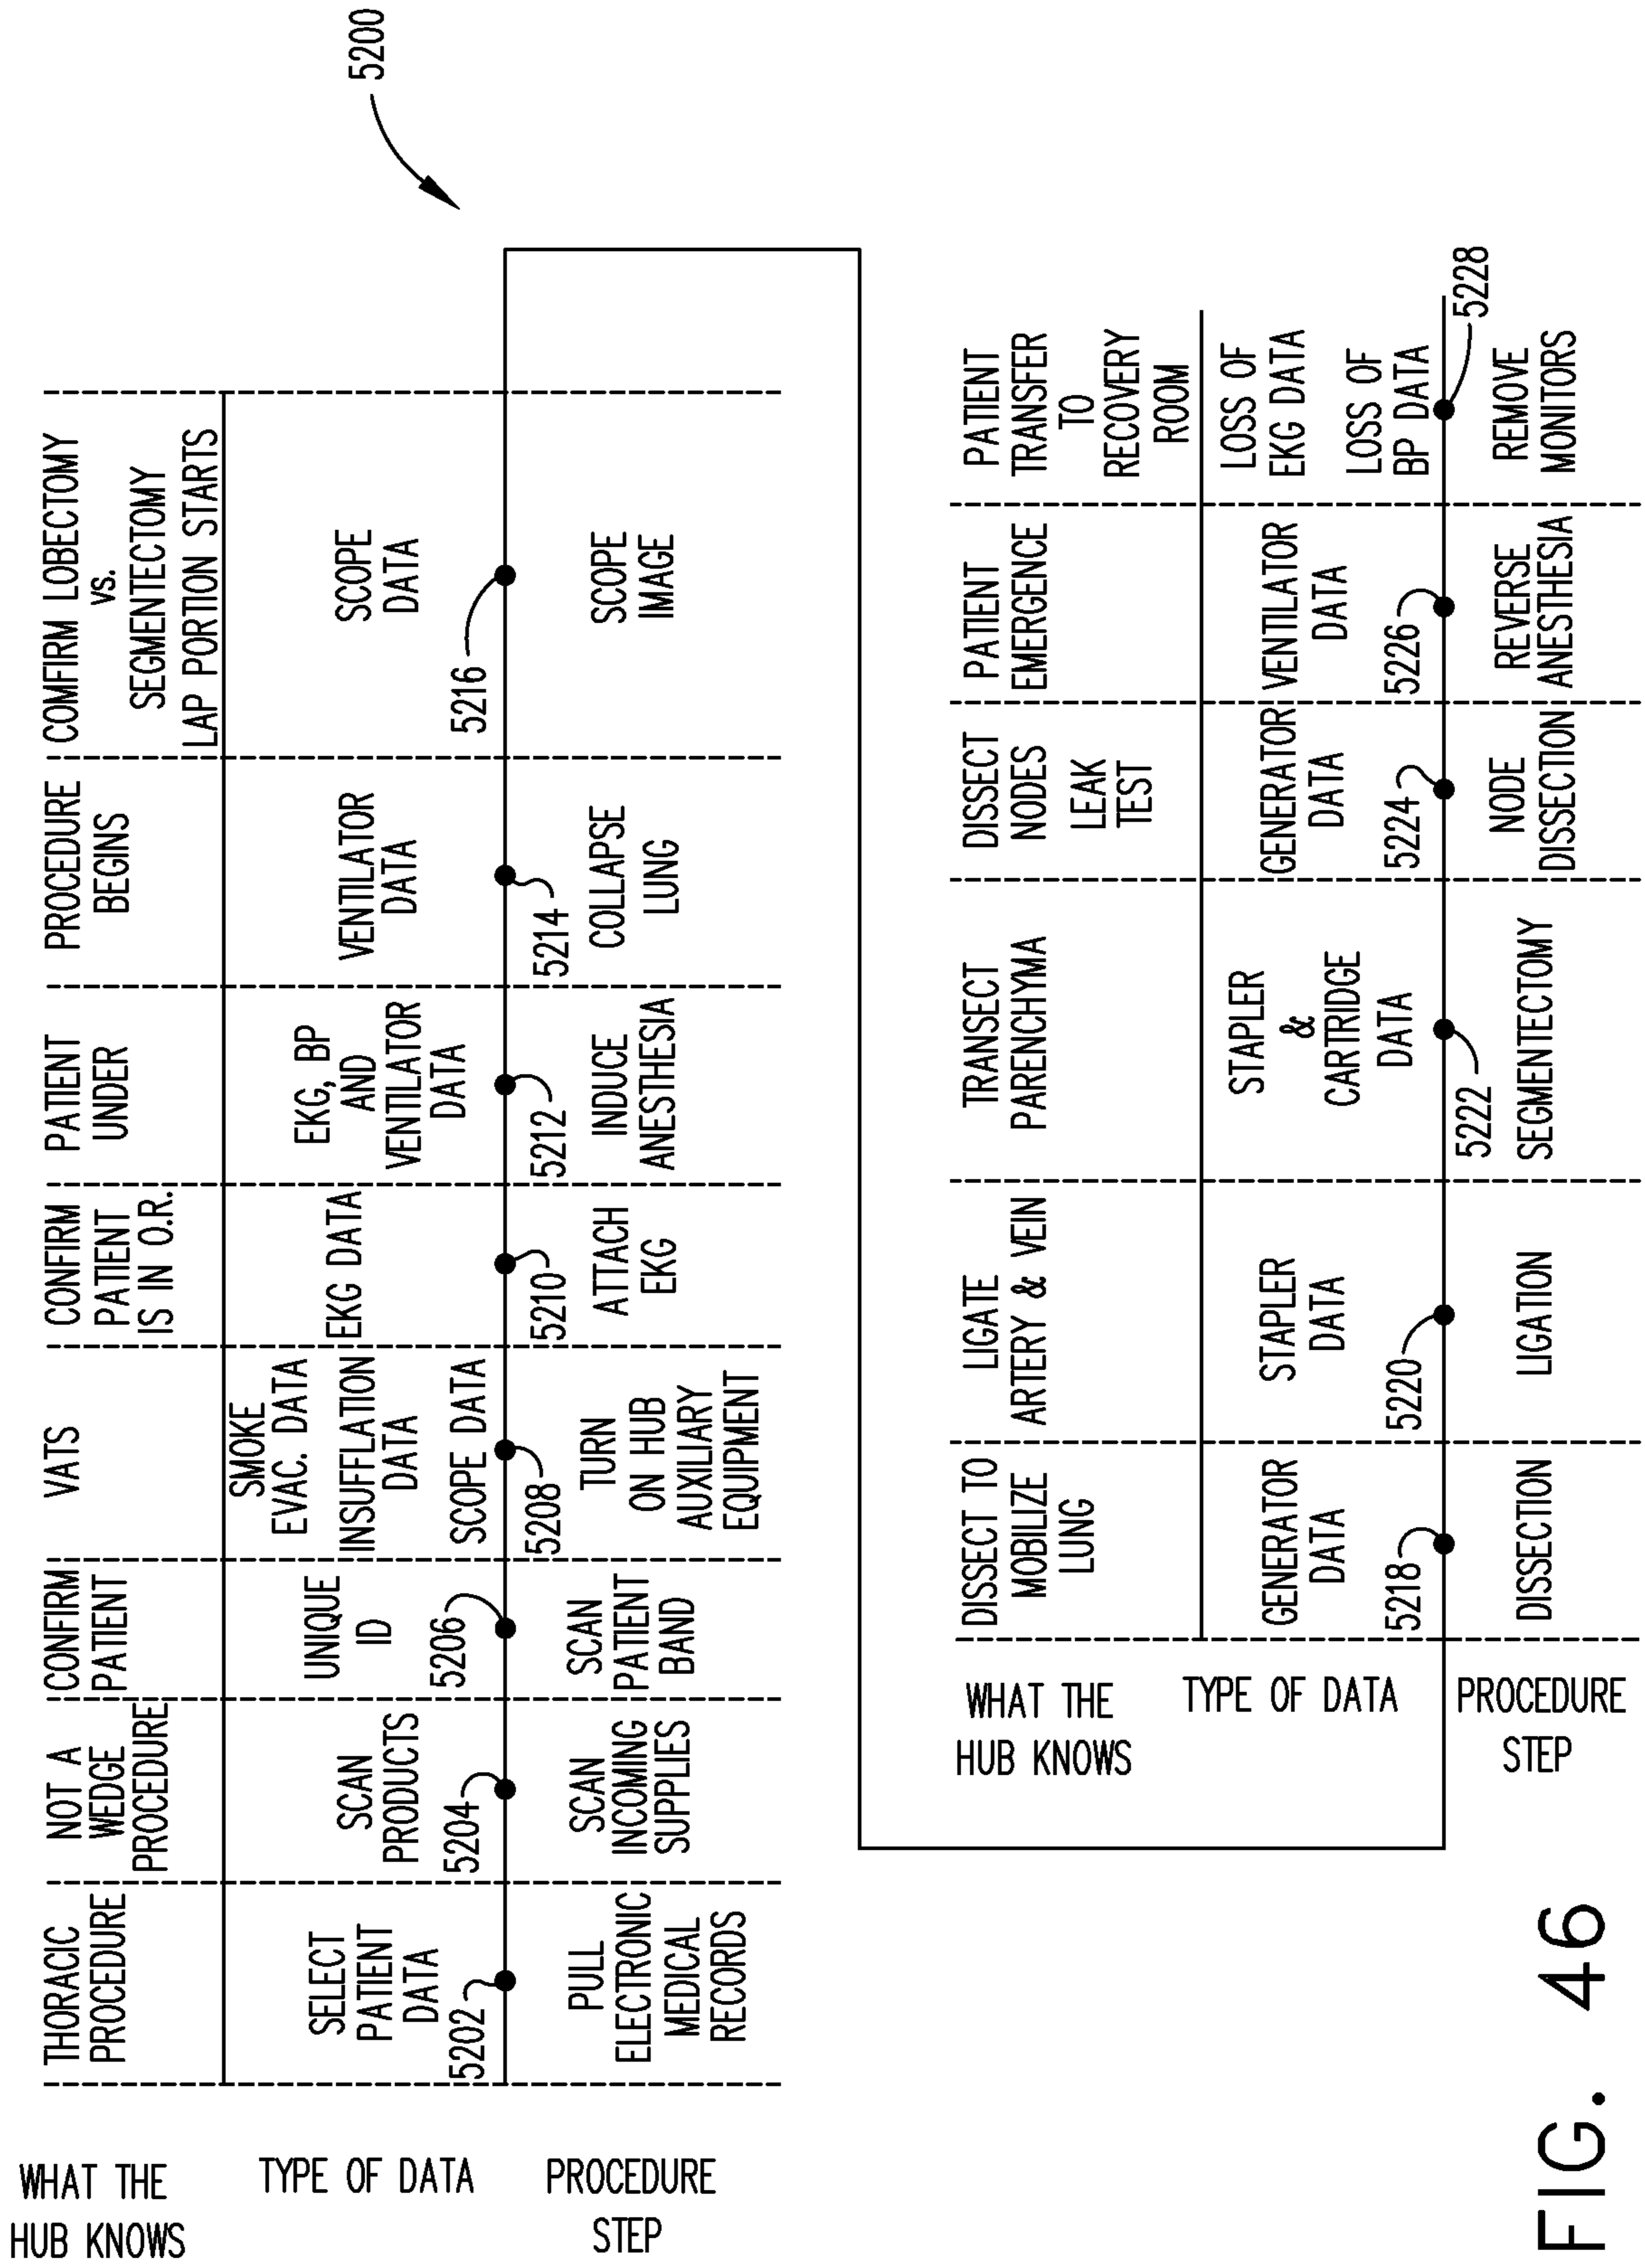 5200
WHAT THE
HUB KNOWS
THORACIC
PROCEDURE
NOT A
WEDGE
PROCEDURE
CONFIRM
PATIENT
VATS
CONFIRM
PATIENT
IS IN O.R.
PATIENT
UNDER
PROCEDURE
BEGINS
COMFIRM LOBECTOMY
vs.
SEGMENTECTOMY
LAP PORTION STARTS
TYPE OF DATA
SELECT
PATIENT
DATA
SCAN
PRODUCTS
UNIQUE
ID
SMOKE
EVAC. DATA
INSUFFLATION
DATA
SCOPE DATA
EKG DATA
EKG, BP
AND
VENTILATOR
DATA
VENTILATOR
DATA
SCOPE
DATA
5202
5204
5206
5208
5210
5212
5214
5216
PROCEDURE
STEP
PULL
ELECTRONIC
MEDICAL
RECORDS
SCAN
INCOMING
SUPPLIES
SCAN
PATIENT
BAND
TURN
ON HUB
AUXILIARY
EQUIPMENT
ATTACH
EKG
INDUCE
ANESTHESIA
COLLAPSE
LUNG
SCOPE
IMAGE
WHAT THE
HUB KNOWS
DISSECT TO
MOBILIZE
LUNG
LIGATE
ARTERY & VEIN
TRANSECT
PARENCHYMA
DISSECT
NODES
LEAK
TEST
PATIENT
EMERGENCE
PATIENT
TRANSFER
TO
RECOVERY
ROOM
TYPE OF DATA
GENERATOR
DATA
STAPLER
DATA
STAPLER
&
CARTRIDGE
DATA
GENERATOR
DATA
VENTILATOR
DATA
LOSS OF
EKG DATA
LOSS OF
BP DATA
5218
5220
5222
5224
5226
5228
PROCEDURE
STEP
DISSECTION
LIGATION
SEGMENTECTOMY
NODE
DISSECTION
REVERSE
ANESTHESIA
REMOVE
MONITORS
FIG. 46